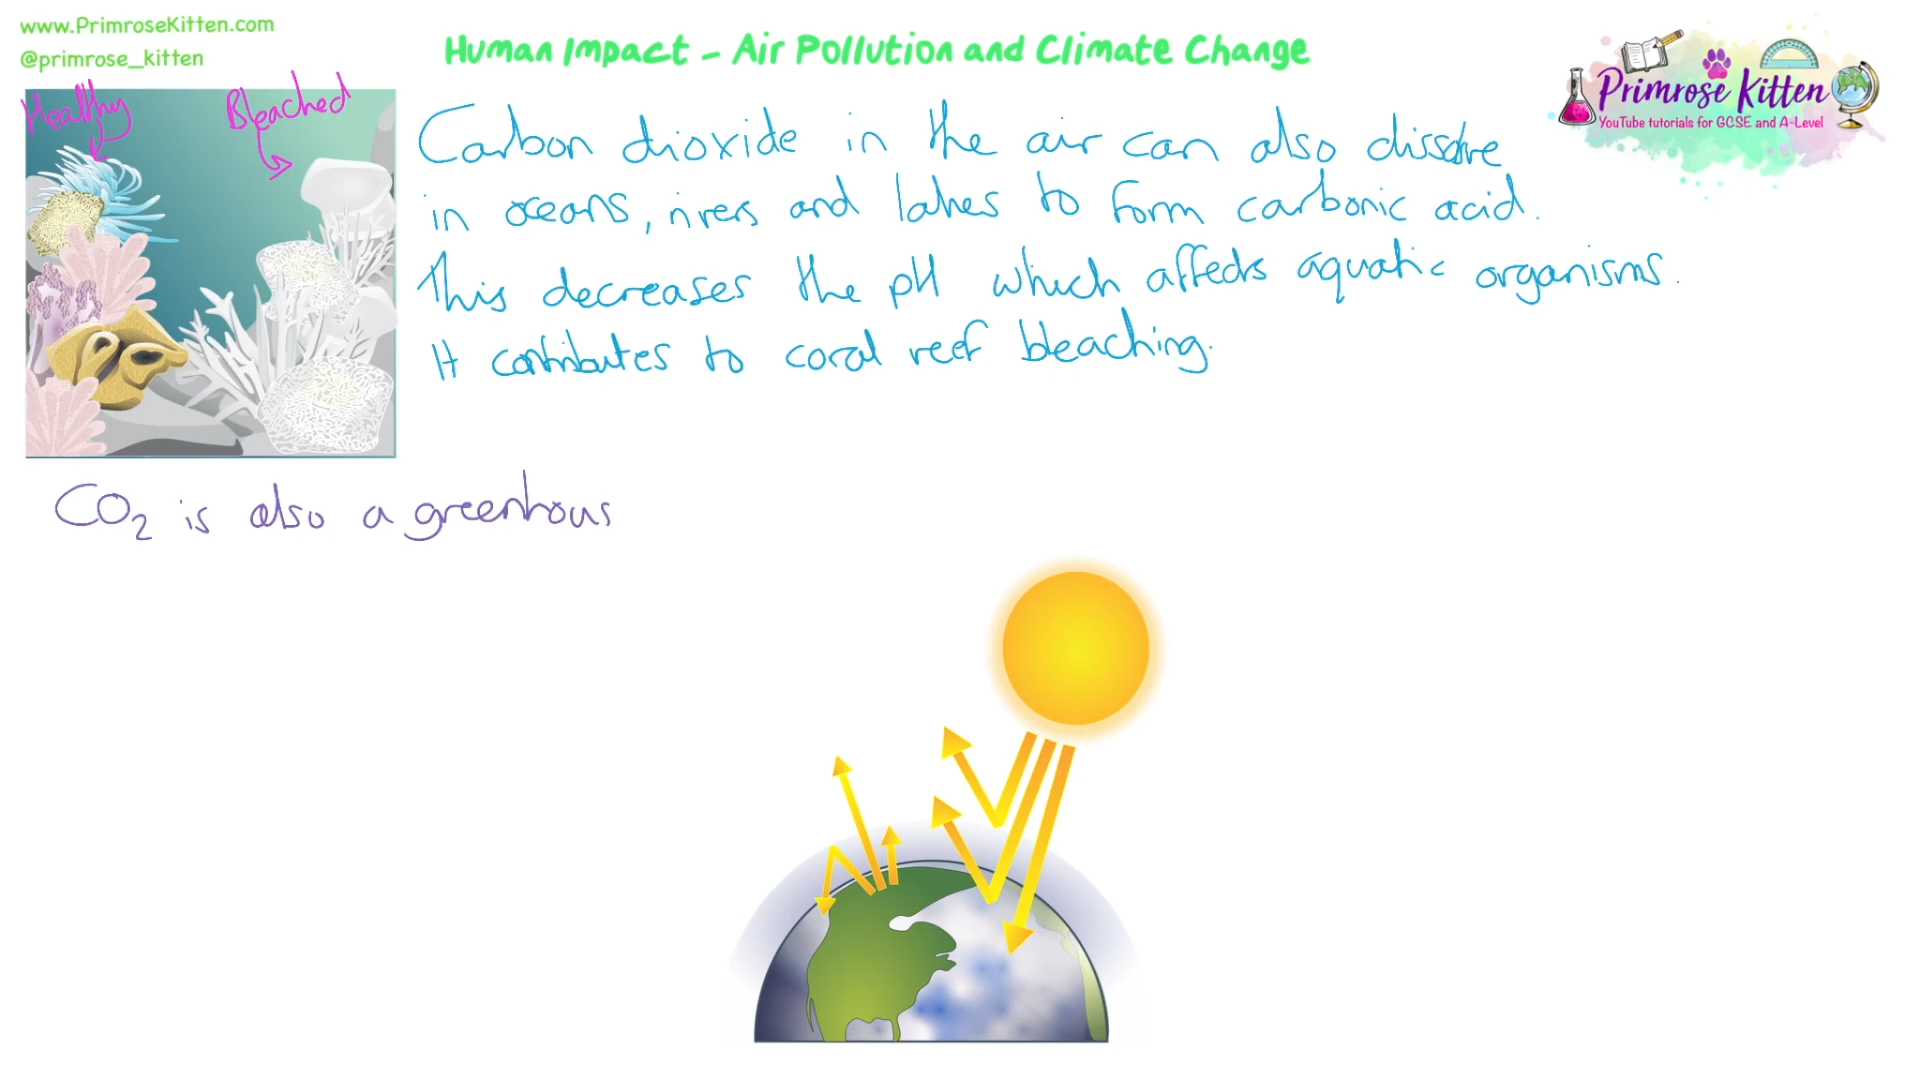 www.PrimroseKitten.com
@primrose_kitten
Human Impact - Air Pollution and Climate Change
Primrose Kitten
YouTube tutorials for GCSE and A-Level
Healthy
Bleached
Carbon dioxide in the air can also dissolve
in oceans, rivers and lakes to form carbonic acid.
This decreases the pH which affects aquatic organisms.
It contributes to coral reef bleaching.
CO2 is also a greenhous